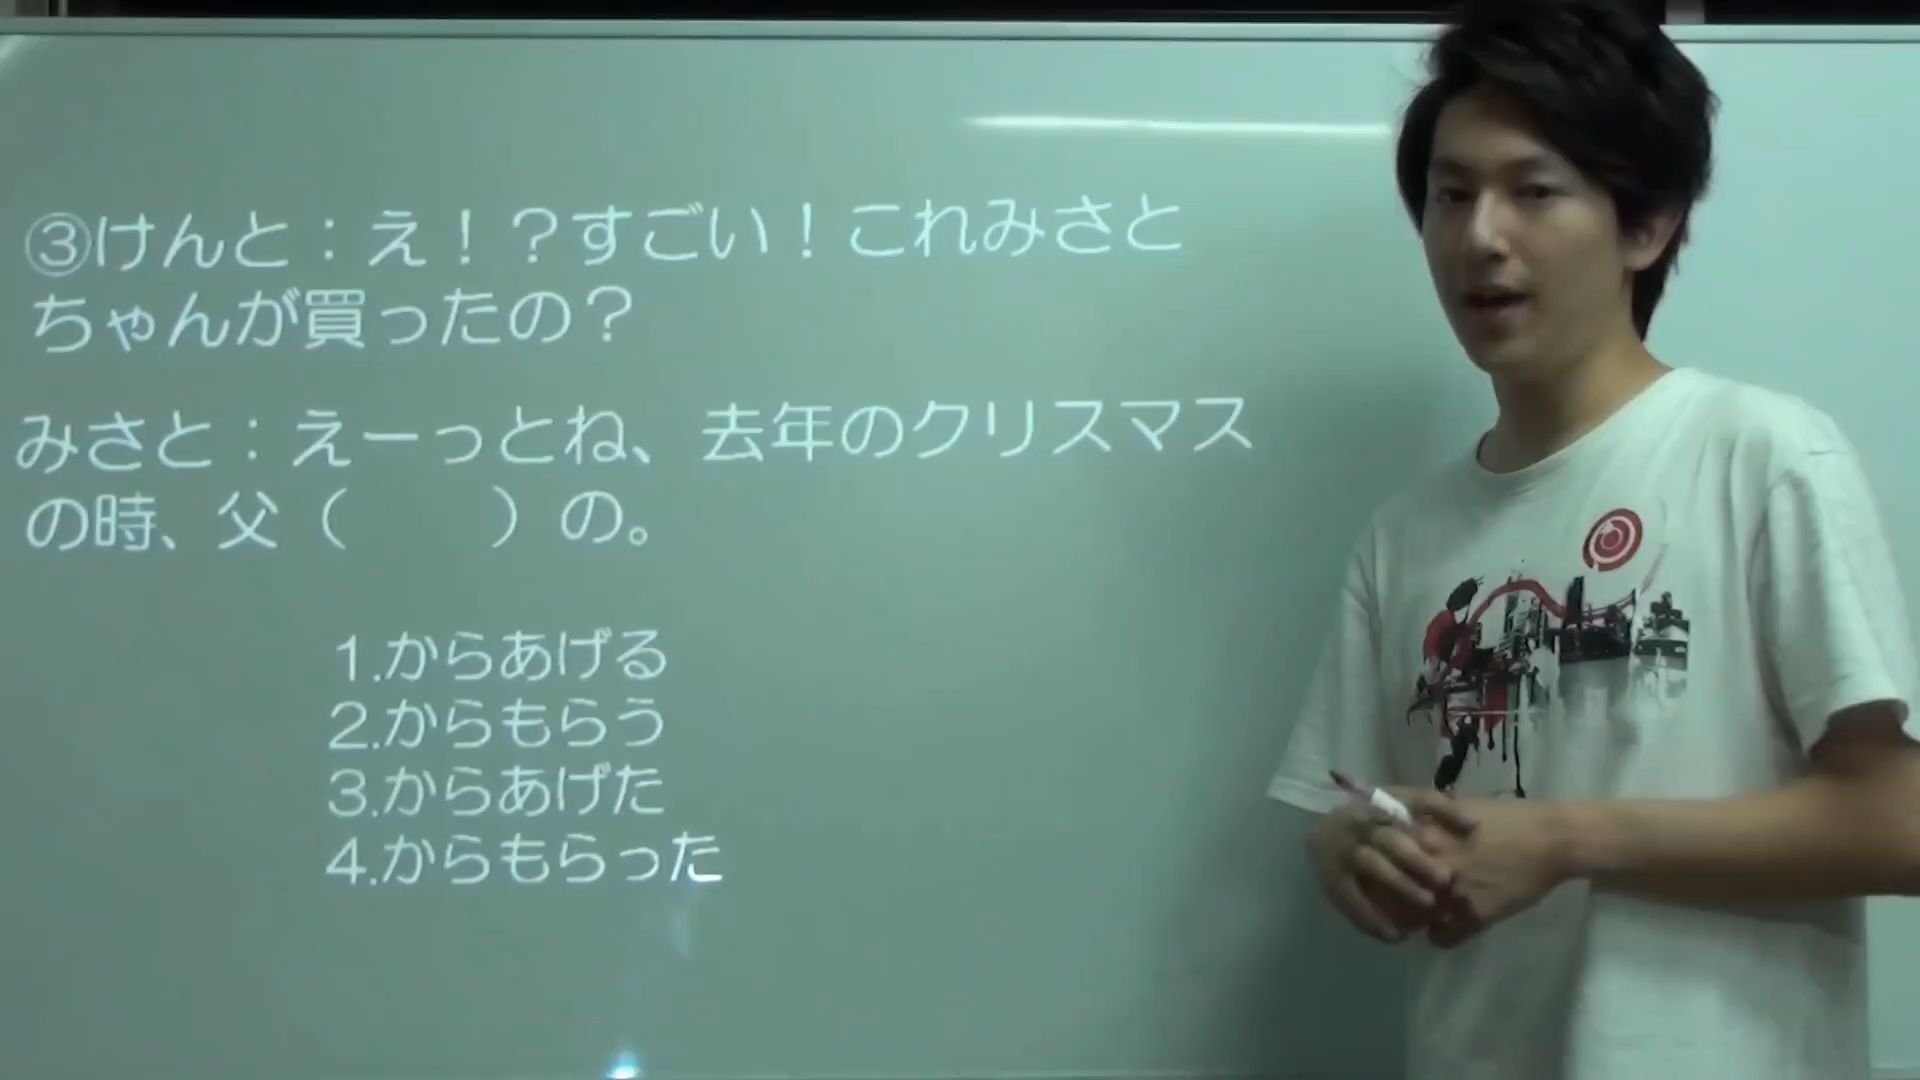 ③けんと：え！？すごい！これみさと
ちゃんが買ったの？
みさと：えーっとね、去年のクリスマス
の時、父（　　）の。
1.からあげる
2.からもらう
3.からあげた
4.からもらった